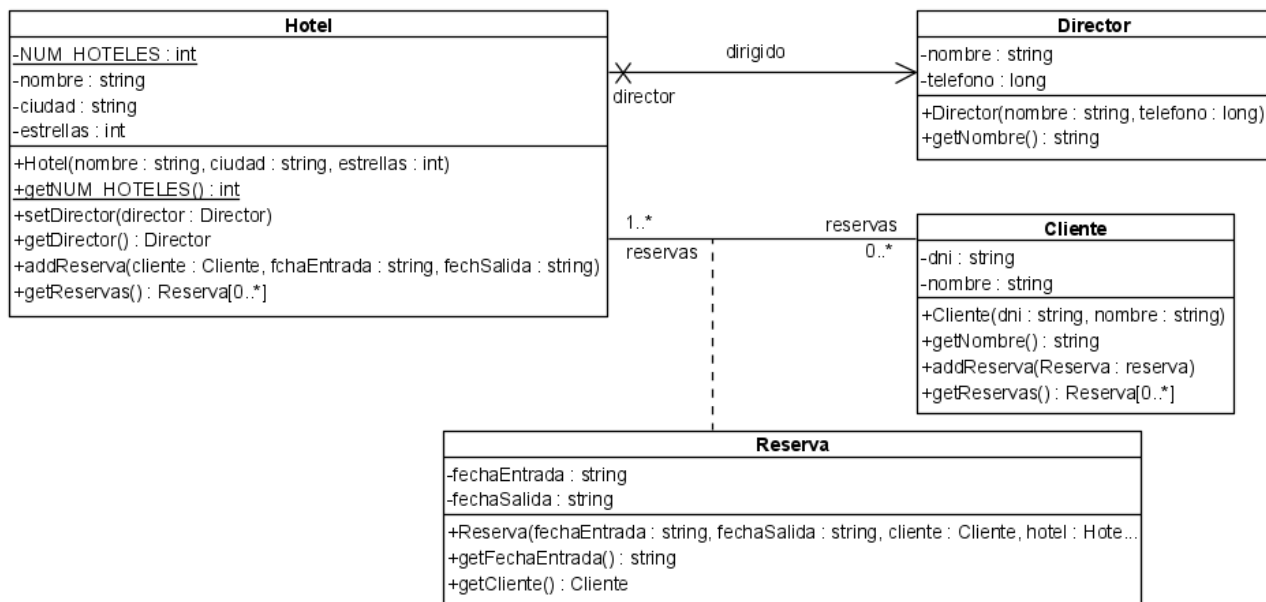 Hotel
-NUM_HOTELES : int
-nombre : string
-ciudad : string
-estrellas : int
+Hotel(nombre : string, ciudad : string, estrellas : int)
+getNUM_HOTELES() : int
+setDirector(director : Director)
+getDirector() : Director
+addReserva(cliente : Cliente, fchaEntrada : string, fechSalida : string)
+getReservas() : Reserva[0..*]
dirigido
director
Director
-nombre : string
-telefono : long
+Director(nombre : string, telefono : long)
+getNombre() : string
1..*
reservas
reservas
0..*
Cliente
-dni : string
-nombre : string
+Cliente(dni : string, nombre : string)
+getNombre() : string
+addReserva(Reserva : reserva)
+getReservas() : Reserva[0..*]
Reserva
-fechaEntrada : string
-fechaSalida : string
+Reserva(fechaEntrada : string, fechaSalida : string, cliente : Cliente, hotel : Hote...
+getFechaEntrada() : string
+getCliente() : Cliente